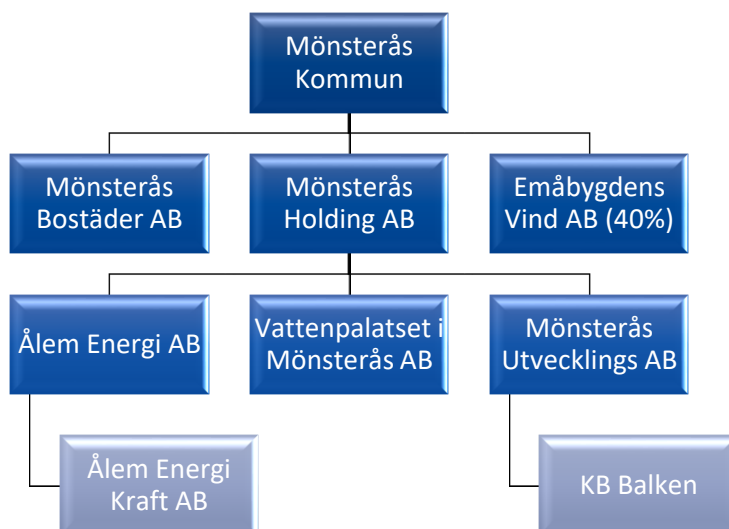 Mönsterås
Kommun
Mönsterås
Bostäder AB
Mönsterås
Holding AB
Emåbygdens
Vind AB (40%)
Ålem Energi AB
Vattenpalatset i
Mönsterås AB
Mönsterås
Utvecklings AB
Ålem Energi
Kraft AB
KB Balken